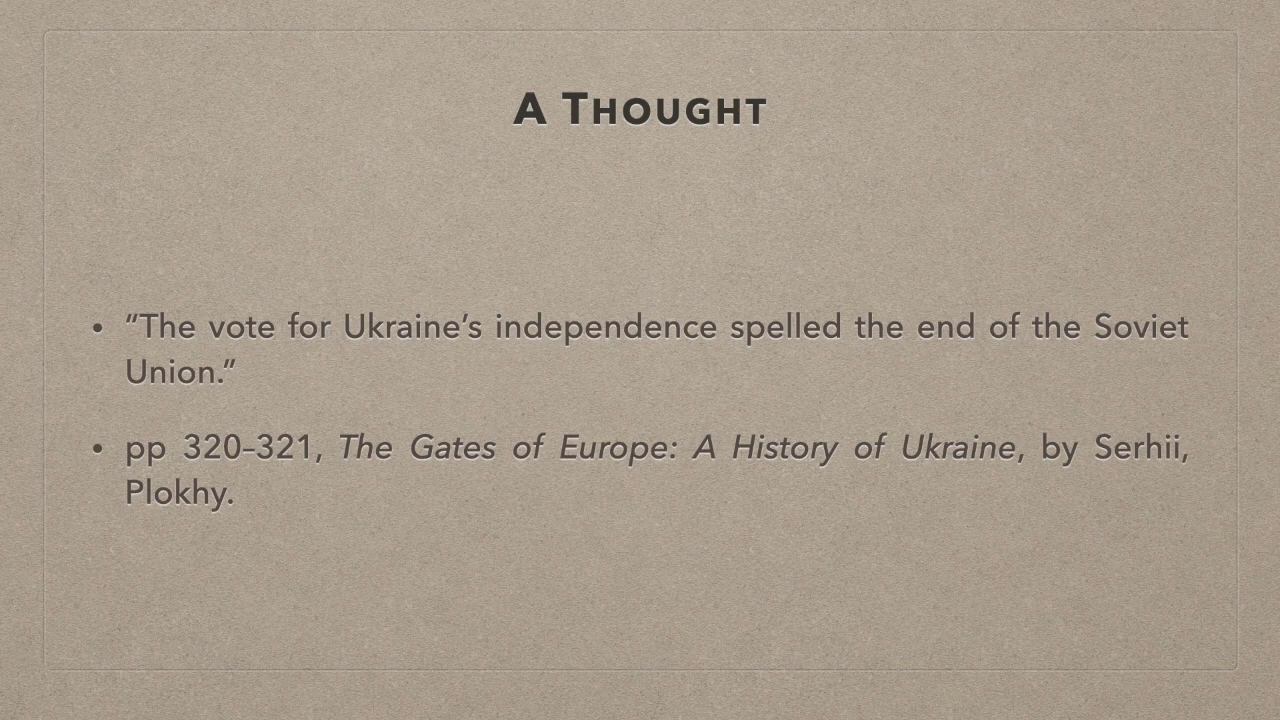 A THOUGHT
• “The vote for Ukraine’s independence spelled the end of the Soviet
Union.”
• pp 320–321, The Gates of Europe: A History of Ukraine, by Serhii,
Plokhy.